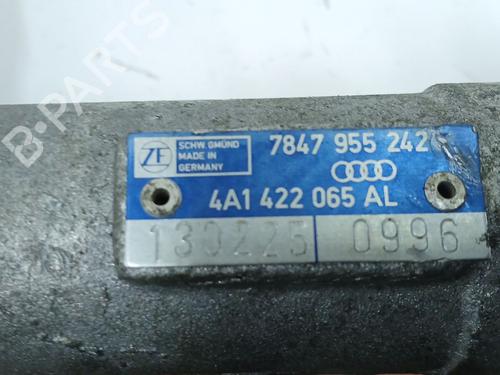 B-PARTS
ZF
SCHW. GMÜND
MADE IN
GERMANY
7847 955 242
4A1 422 065 AL
130225 0996